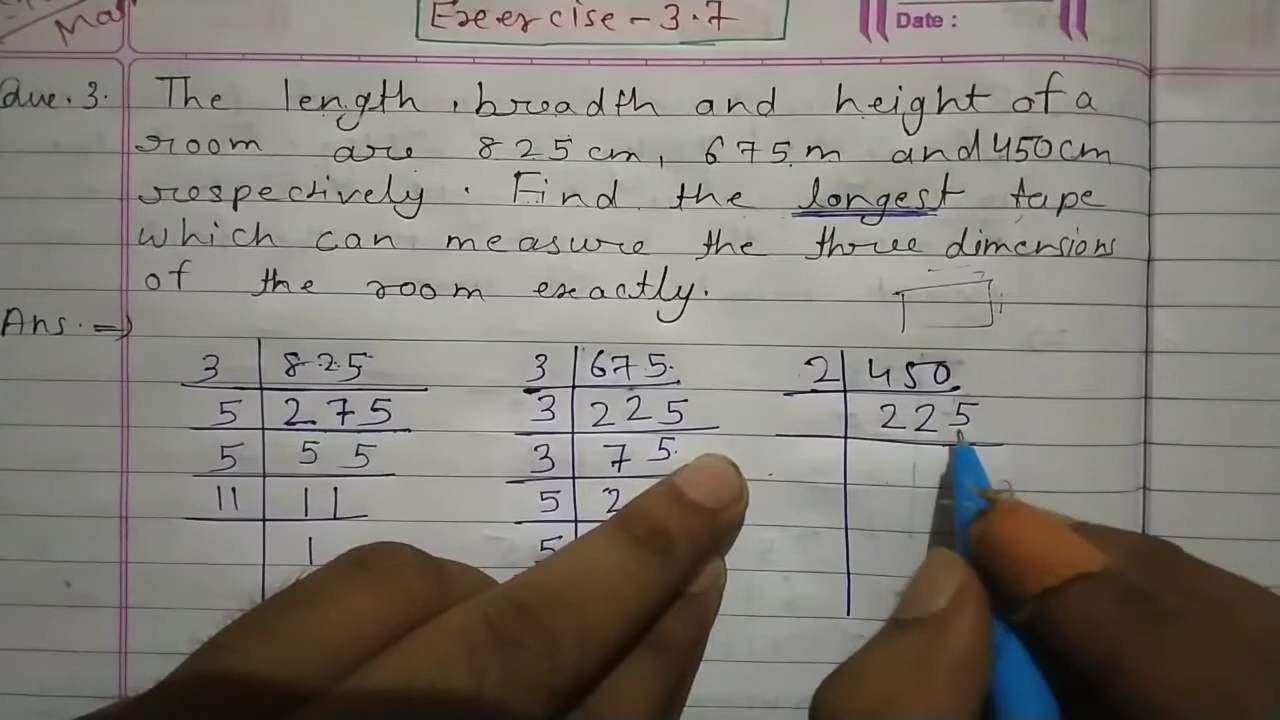 Mat
Exercise - 3.7
Date :
Que. 3. The length, breadth and height of a
room are 825 cm, 675 m and 450 cm
respectively. Find the longest tape
which can measure the three dimensions
of the room exactly.
Ans. ⇒
3 | 825
5 | 275
5 | 55
11 | 11
1
3 | 675
3 | 225
3 | 75
5 | 2
5
2 | 450
225